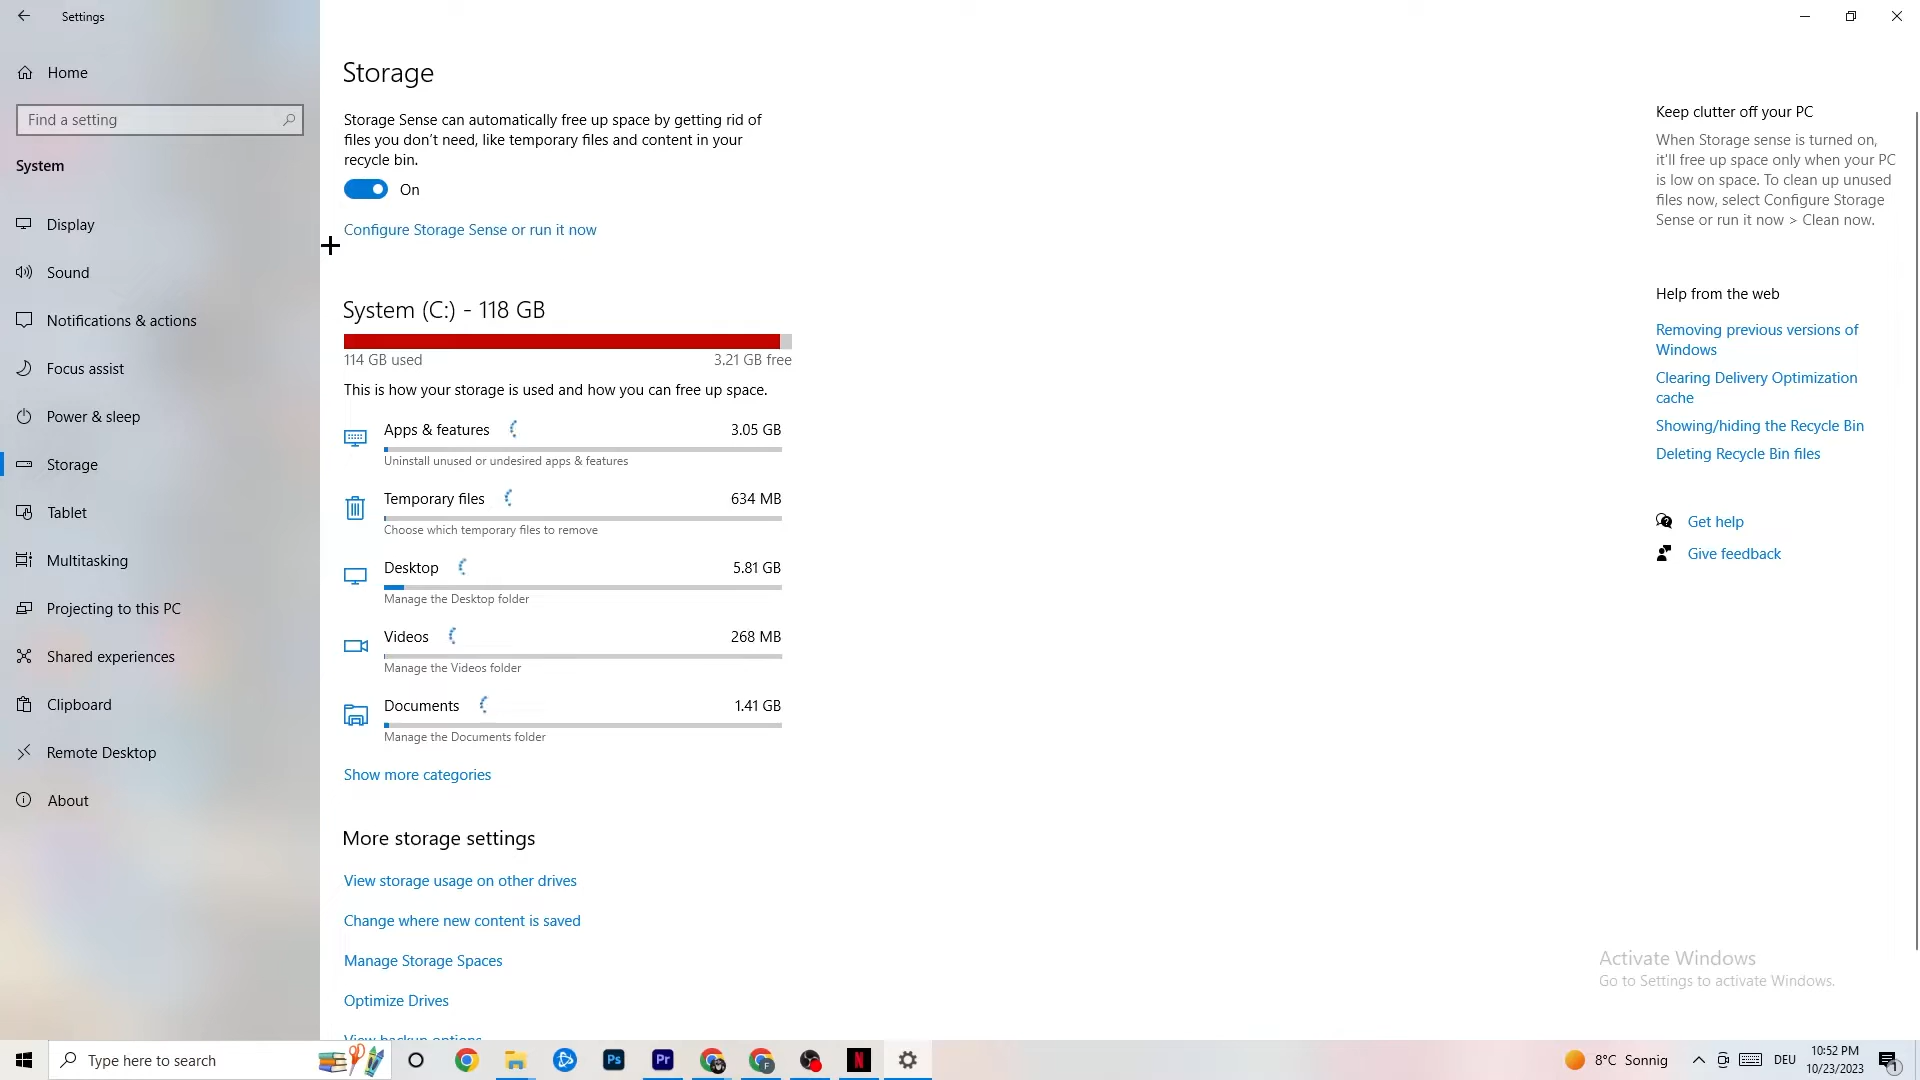 Settings
Home
Find a setting
System
Display
Sound
Notifications & actions
Focus assist
Power & sleep
Storage
Tablet
Multitasking
Projecting to this PC
Shared experiences
Clipboard
Remote Desktop
About
Storage
Storage Sense can automatically free up space by getting rid of
files you don't need, like temporary files and content in your
recycle bin.
On
Configure Storage Sense or run it now
System (C:) - 118 GB
114 GB used 3.21 GB free
This is how your storage is used and how you can free up space.
Apps & features 3.05 GB
Uninstall unused or undesired apps & features
Temporary files 634 MB
Choose which temporary files to remove
Desktop 5.81 GB
Manage the Desktop folder
Videos 268 MB
Manage the Videos folder
Documents 1.41 GB
Manage the Documents folder
Show more categories
More storage settings
View storage usage on other drives
Change where new content is saved
Manage Storage Spaces
Optimize Drives
View backup options
Keep clutter off your PC
When Storage sense is turned on,
it'll free up space only when your PC
is low on space. To clean up unused
files now, select Configure Storage
Sense or run it now > Clean now.
Help from the web
Removing previous versions of
Windows
Clearing Delivery Optimization
cache
Showing/hiding the Recycle Bin
Deleting Recycle Bin files
Get help
Give feedback
Activate Windows
Go to Settings to activate Windows.
Type here to search
Ps
Pr
F
N
8°C Sonnig
DEU
10:52 PM
10/23/2023
1